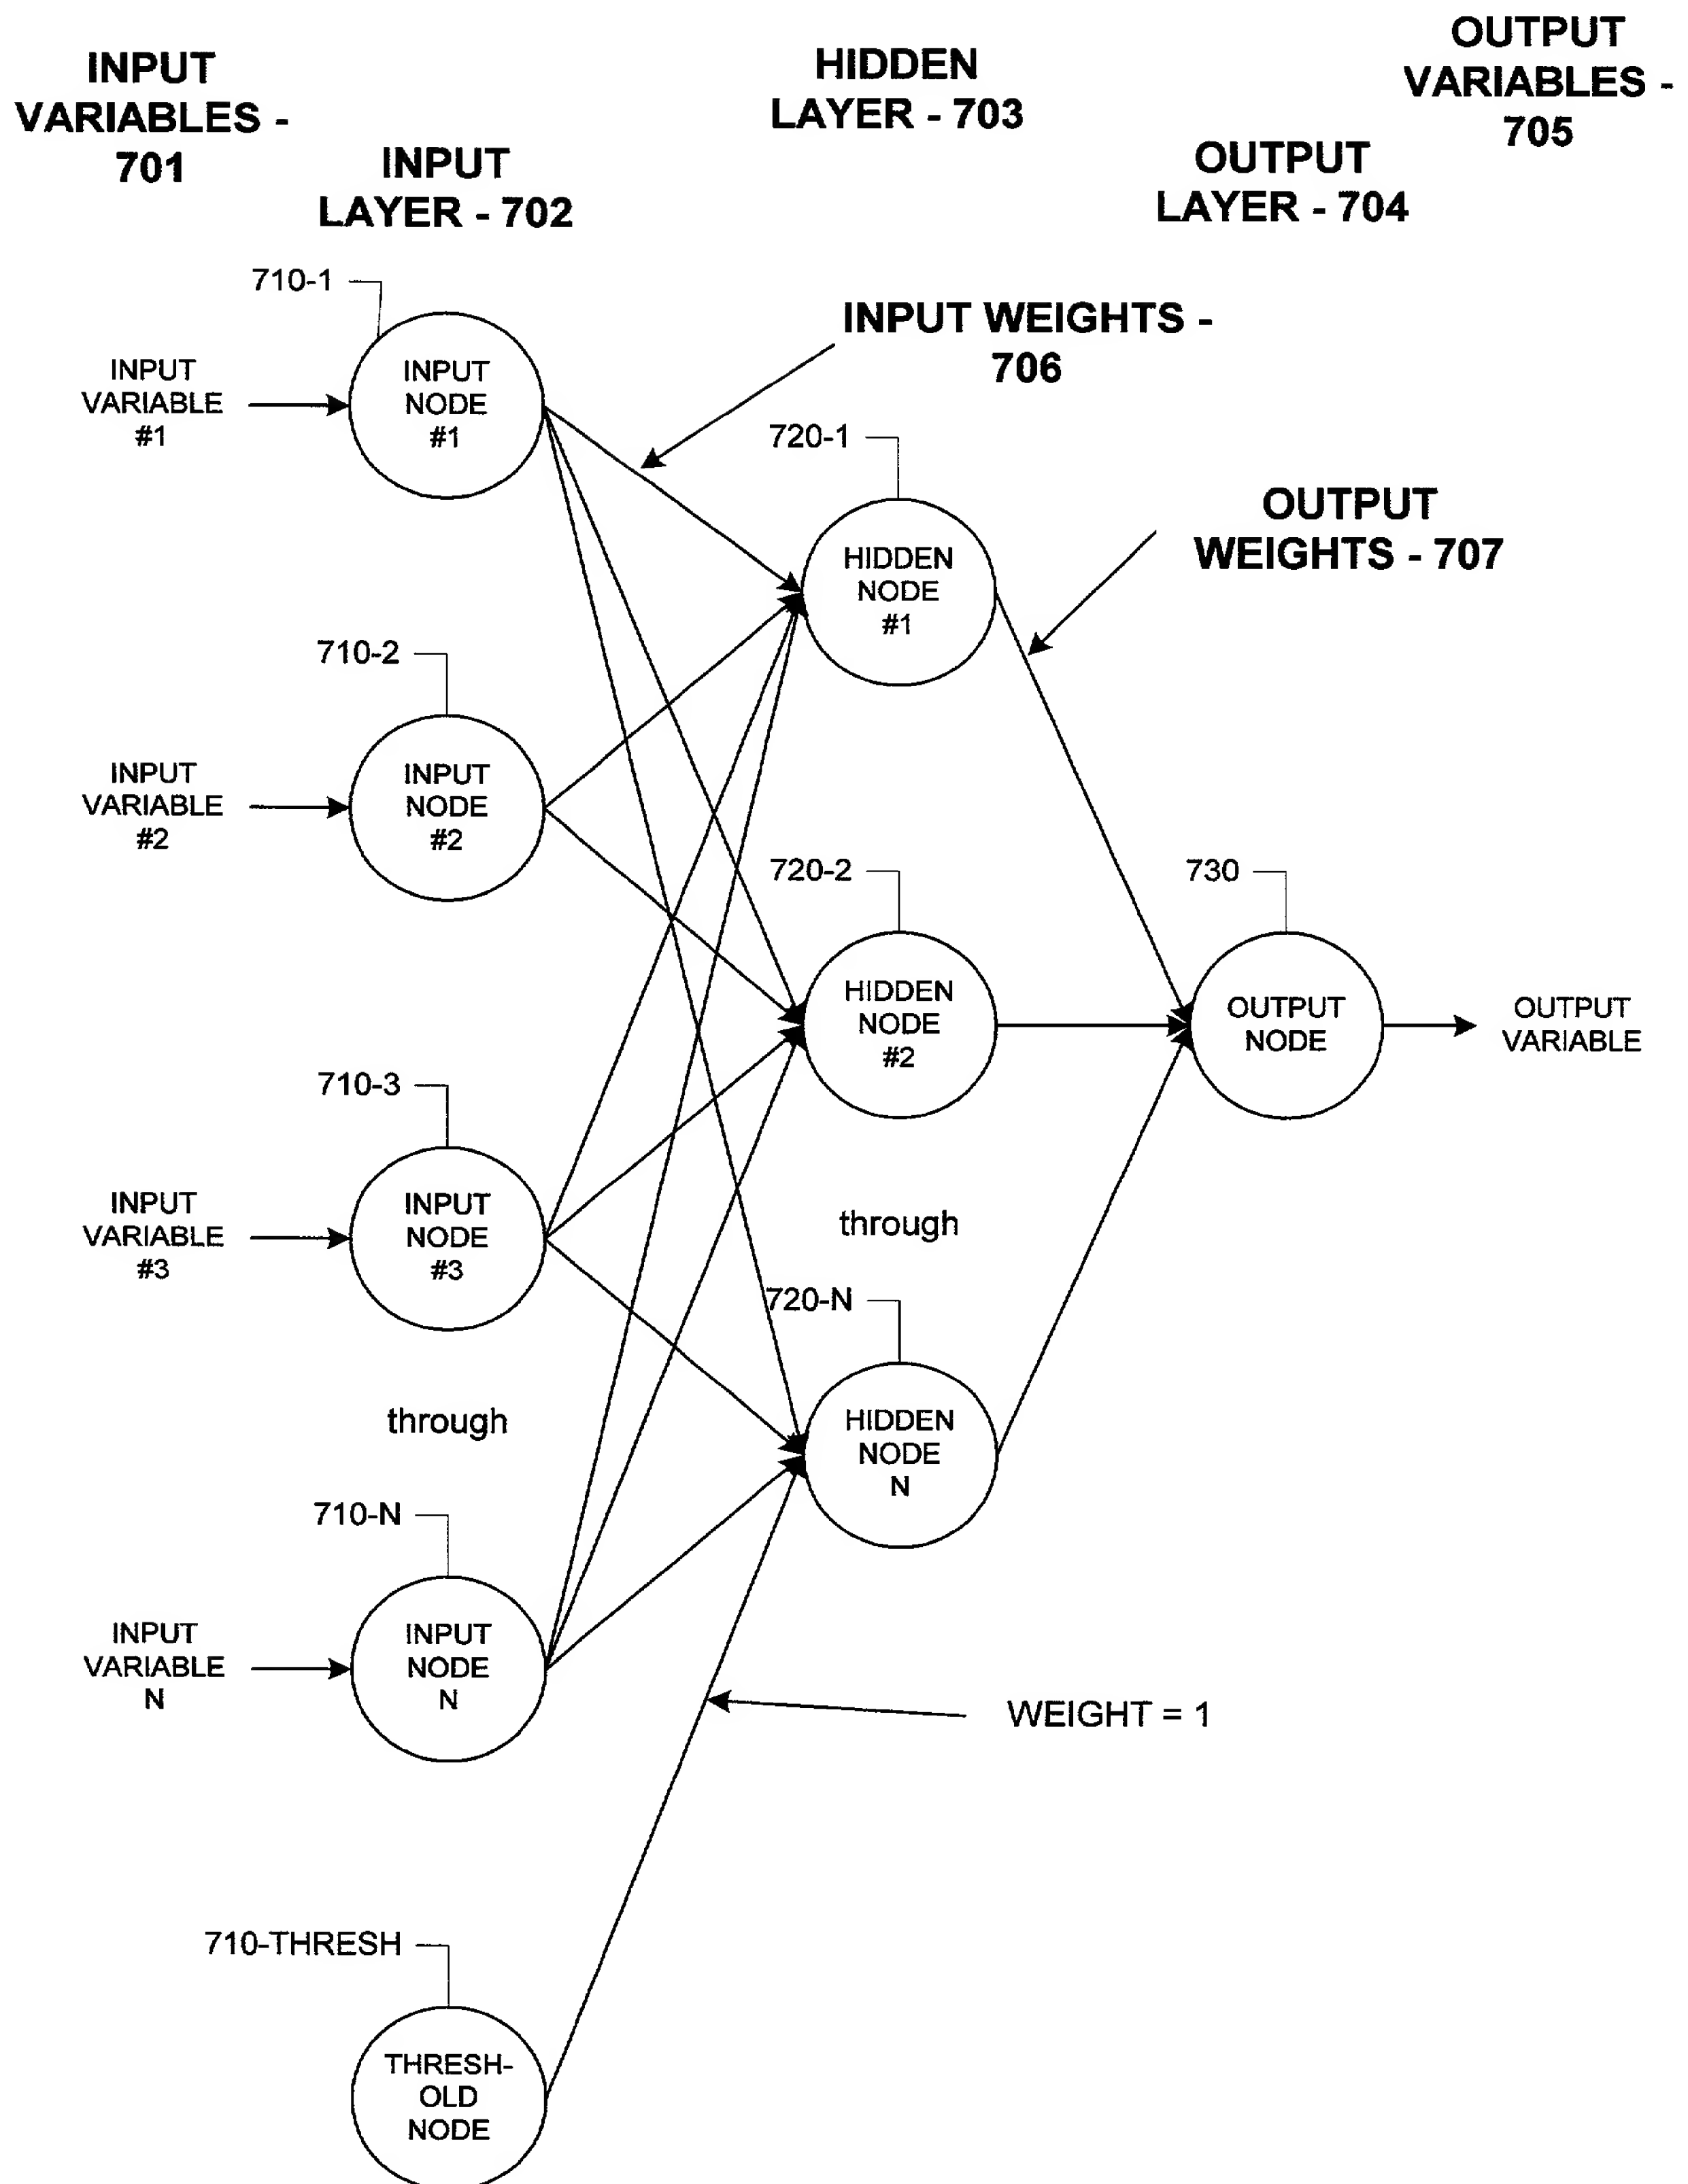 INPUT
VARIABLES -
701
INPUT
LAYER - 702
HIDDEN
LAYER - 703
OUTPUT
LAYER - 704
OUTPUT
VARIABLES -
705
710-1
INPUT
VARIABLE
#1
INPUT
NODE
#1
INPUT WEIGHTS -
706
720-1
HIDDEN
NODE
#1
OUTPUT
WEIGHTS - 707
710-2
INPUT
VARIABLE
#2
INPUT
NODE
#2
720-2
HIDDEN
NODE
#2
730
OUTPUT
NODE
OUTPUT
VARIABLE
710-3
INPUT
VARIABLE
#3
INPUT
NODE
#3
through
720-N
HIDDEN
NODE
N
through
710-N
INPUT
VARIABLE
N
INPUT
NODE
N
WEIGHT = 1
710-THRESH
THRESH-
OLD
NODE